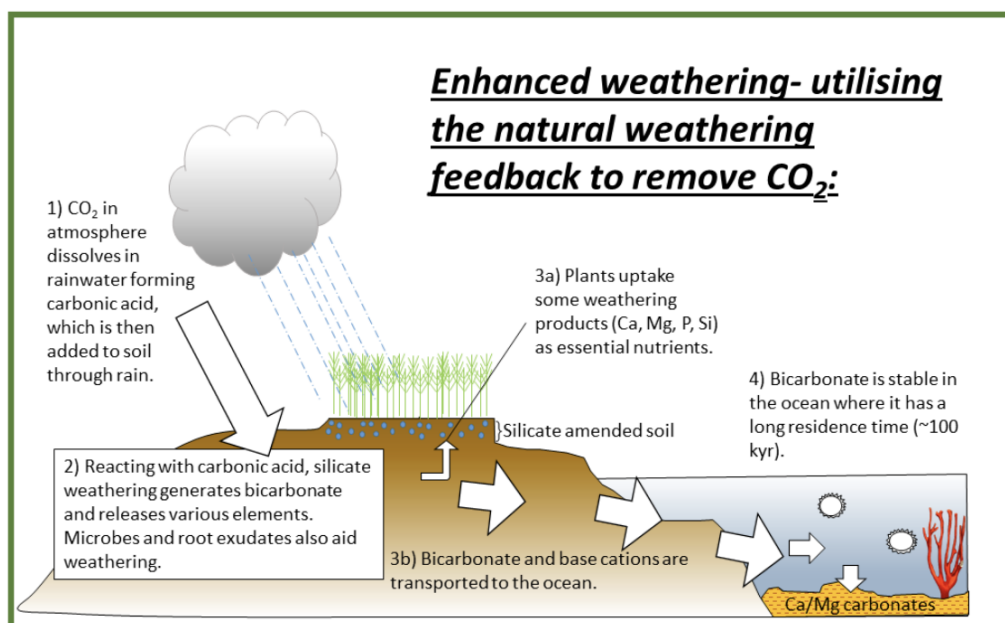 Enhanced weathering- utilising
the natural weathering
feedback to remove CO₂:
1) CO₂ in
atmosphere
dissolves in
rainwater forming
carbonic acid,
which is then
added to soil
through rain.
3a) Plants uptake
some weathering
products (Ca, Mg, P, Si)
as essential nutrients.
4) Bicarbonate is stable in
the ocean where it has a
long residence time (~100
kyr).
}Silicate amended soil
2) Reacting with carbonic acid, silicate
weathering generates bicarbonate
and releases various elements.
Microbes and root exudates also aid
weathering.
3b) Bicarbonate and base cations are
transported to the ocean.
Ca/Mg carbonates